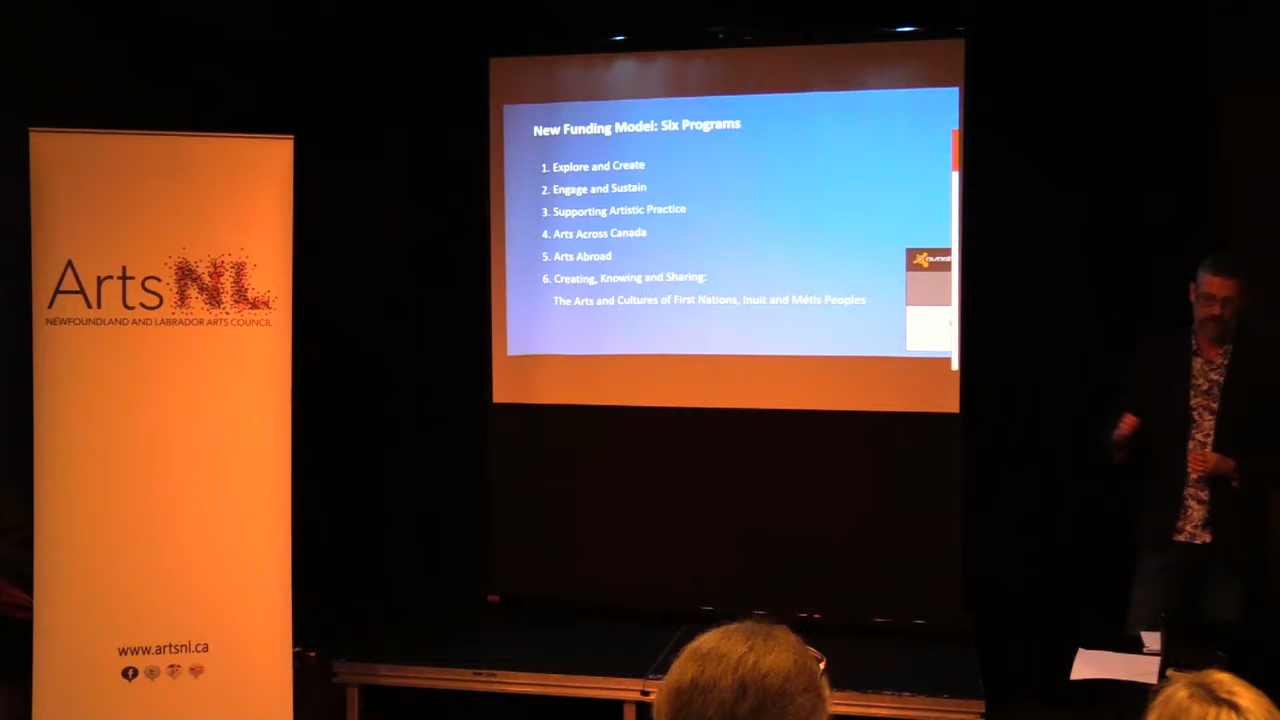 Arts NL
NEWFOUNDLAND AND LABRADOR ARTS COUNCIL
www.artsnl.ca
New Funding Model: Six Programs
1. Explore and Create
2. Engage and Sustain
3. Supporting Artistic Practice
4. Arts Across Canada
5. Arts Abroad
6. Creating, Knowing and Sharing:
The Arts and Cultures of First Nations, Inuit and Métis Peoples